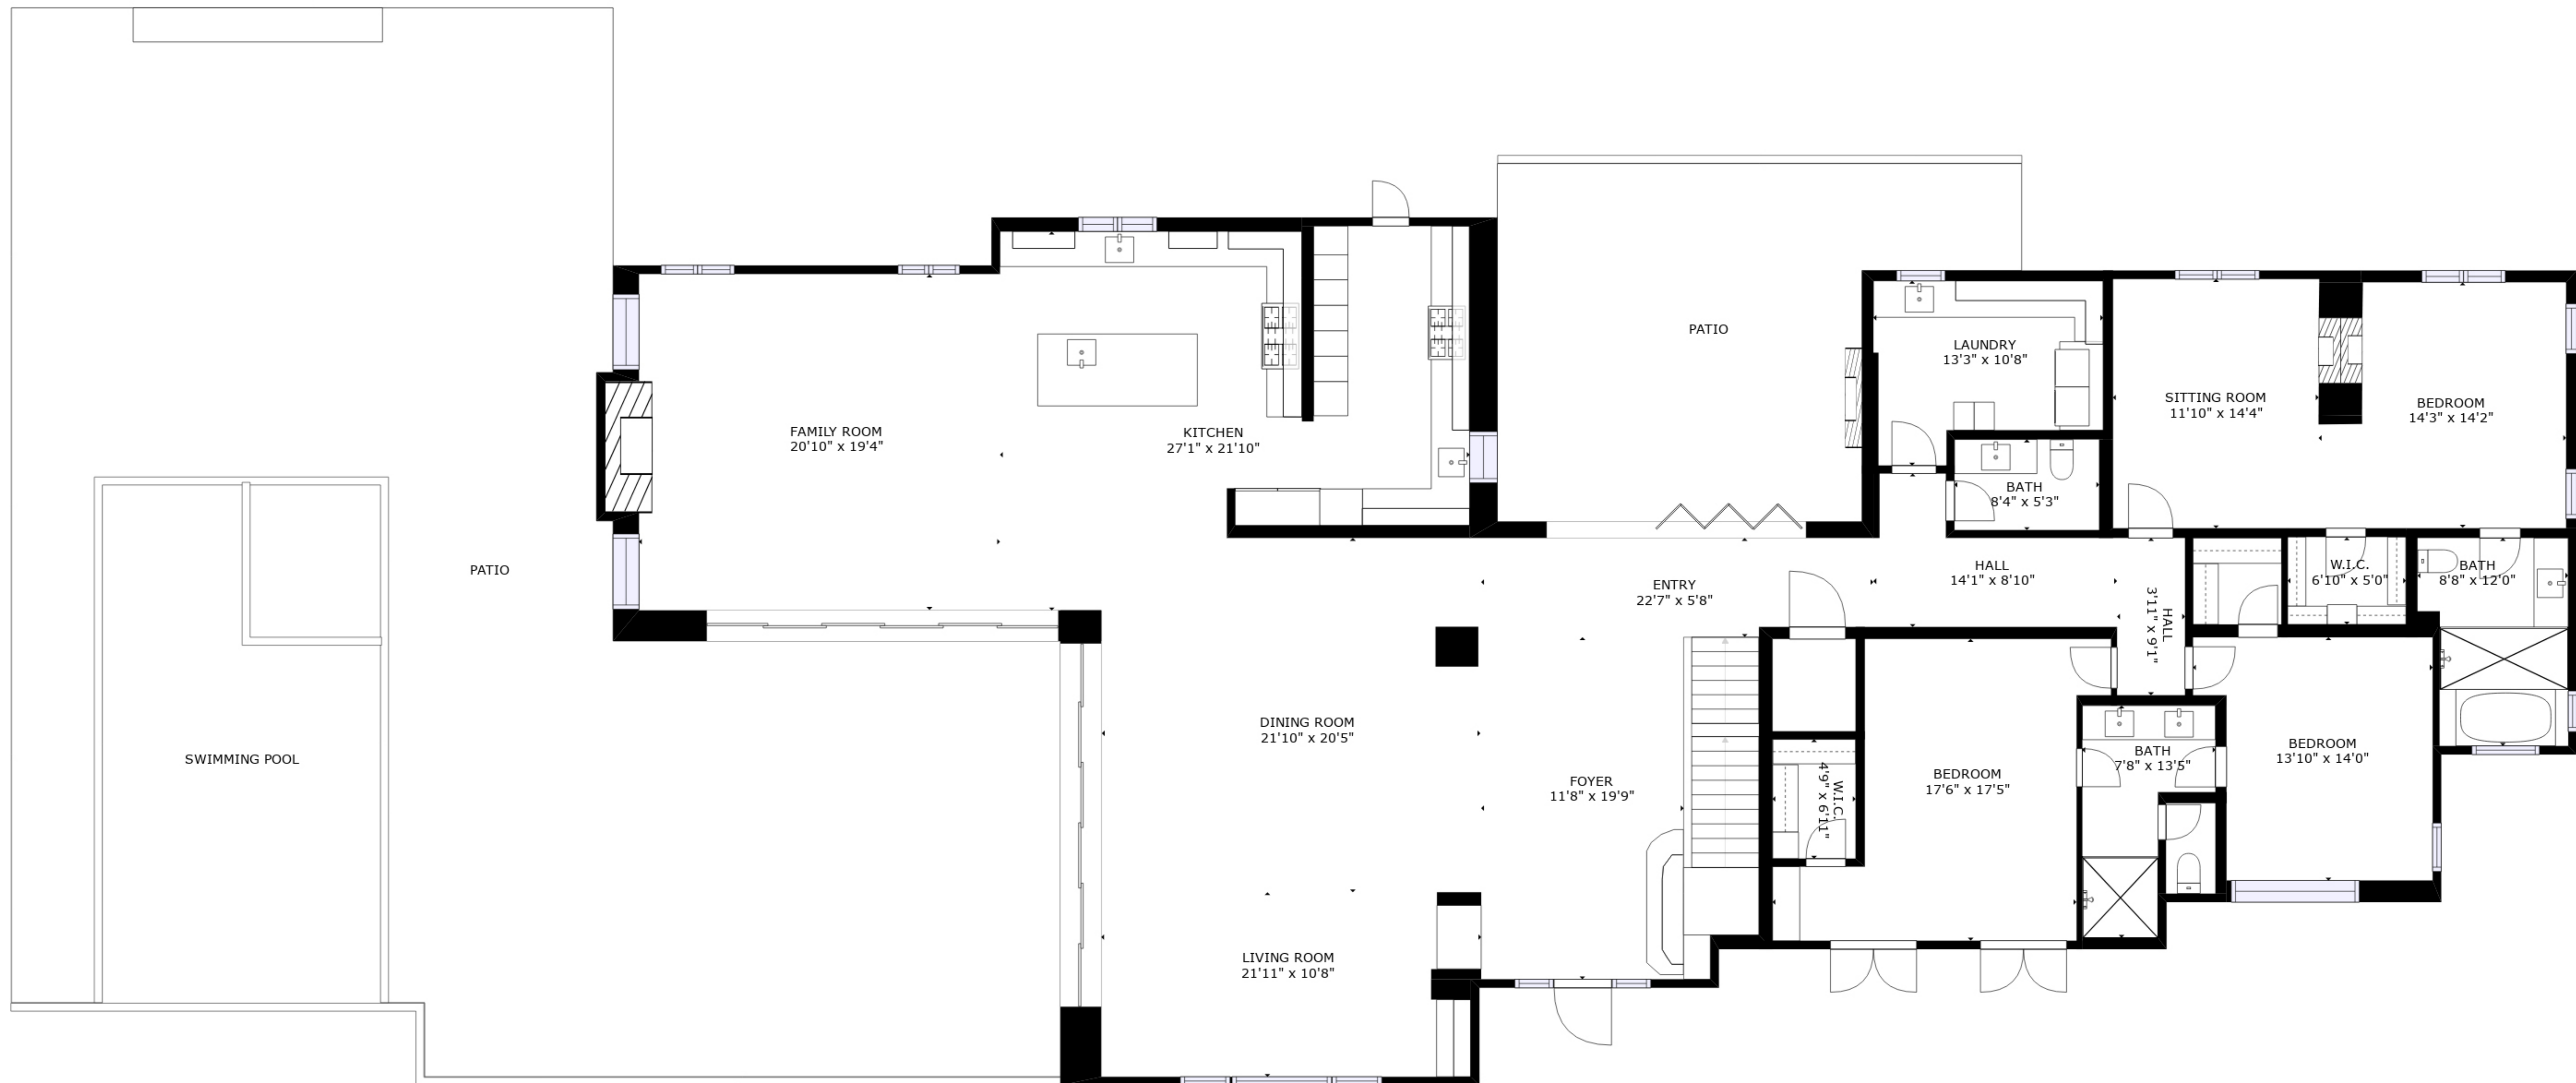 PATIO
LAUNDRY
13'3" x 10'8"
SITTING ROOM
11'10" x 14'4"
BEDROOM
14'3" x 14'2"
FAMILY ROOM
20'10" x 19'4"
KITCHEN
27'1" x 21'10"
BATH
8'4" x 5'3"
PATIO
ENTRY
22'7" x 5'8"
HALL
14'1" x 8'10"
HALL
3'11" x 9'1"
W.I.C.
6'10" x 5'0"
BATH
8'8" x 12'0"
SWIMMING POOL
DINING ROOM
21'10" x 20'5"
FOYER
11'8" x 19'9"
W.I.C.
4'9" x 6'11"
BEDROOM
17'6" x 17'5"
BATH
7'8" x 13'5"
BEDROOM
13'10" x 14'0"
LIVING ROOM
21'11" x 10'8"